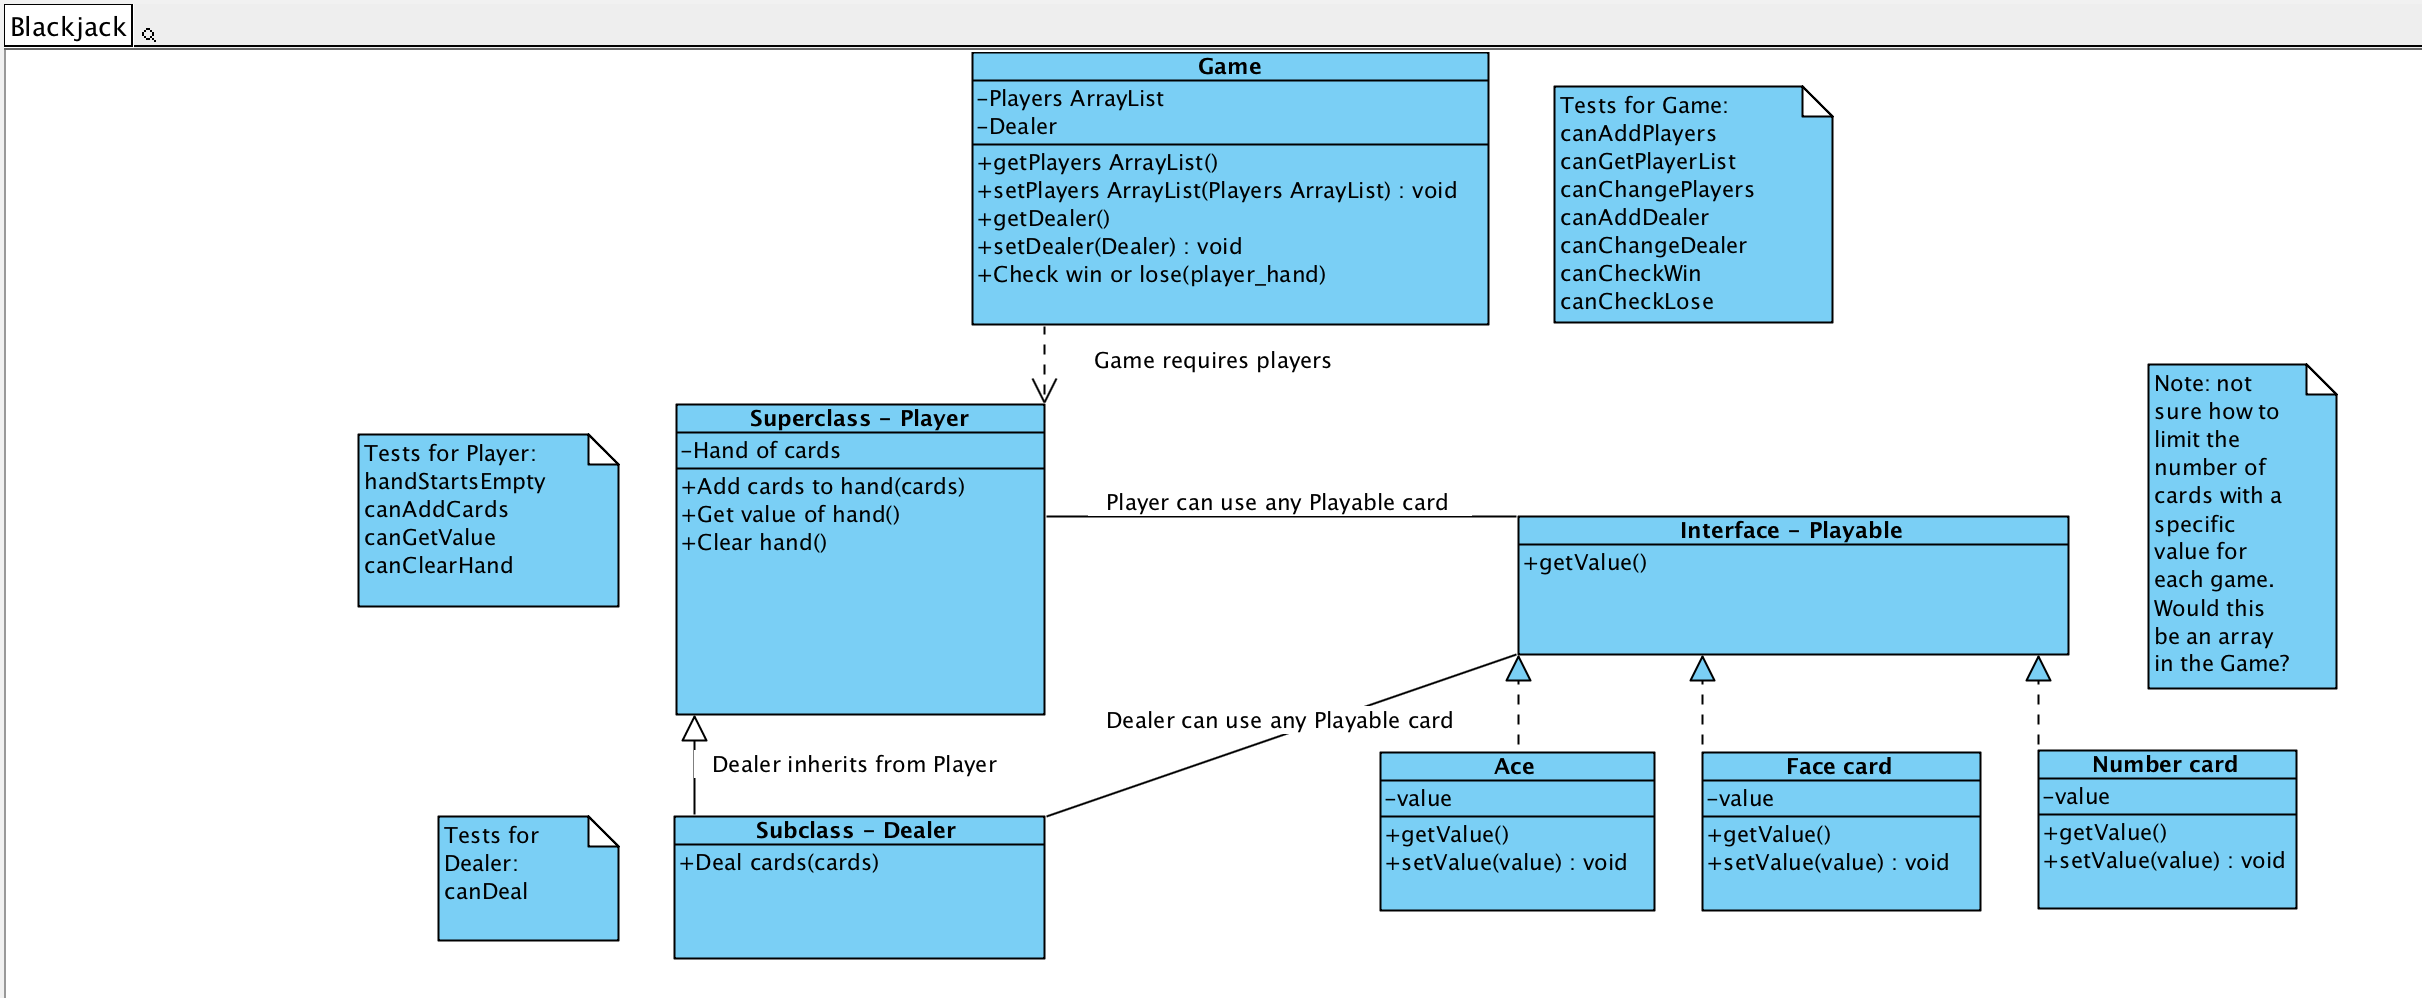 Blackjack
Game
-Players ArrayList
-Dealer
+getPlayers ArrayList()
+setPlayers ArrayList(Players ArrayList) : void
+getDealer()
+setDealer(Dealer) : void
+Check win or lose(player_hand)
Tests for Game:
canAddPlayers
canGetPlayerList
canChangePlayers
canAddDealer
canChangeDealer
canCheckWin
canCheckLose
Game requires players
Note: not
sure how to
limit the
number of
cards with a
specific
value for
each game.
Would this
be an array
in the Game?
Tests for Player:
handStartsEmpty
canAddCards
canGetValue
canClearHand
Superclass - Player
-Hand of cards
+Add cards to hand(cards)
+Get value of hand()
+Clear hand()
Player can use any Playable card
Interface - Playable
+getValue()
Dealer can use any Playable card
Dealer inherits from Player
Tests for
Dealer:
canDeal
Subclass - Dealer
+Deal cards(cards)
Ace
-value
+getValue()
+setValue(value) : void
Face card
-value
+getValue()
+setValue(value) : void
Number card
-value
+getValue()
+setValue(value) : void